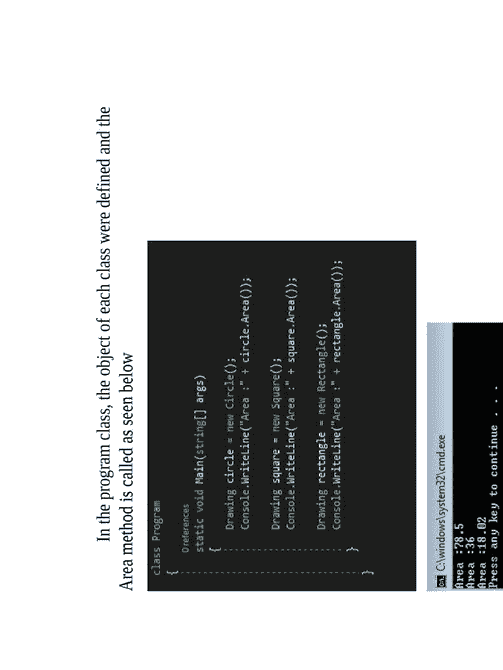 In the program class, the object of each class were defined and the
Area method is called as seen below
class Program
{
0 references
static void Main(string[] args)
{
Drawing circle = new Circle();
Console.WriteLine("Area :" + circle.Area());
Drawing square = new Square();
Console.WriteLine("Area :" + square.Area());
Drawing rectangle = new Rectangle();
Console.WriteLine("Area :" + rectangle.Area());
}
}
C:\windows\system32\cmd.exe
Area :78.5
Area :36
Area :18.02
Press any key to continue . . .